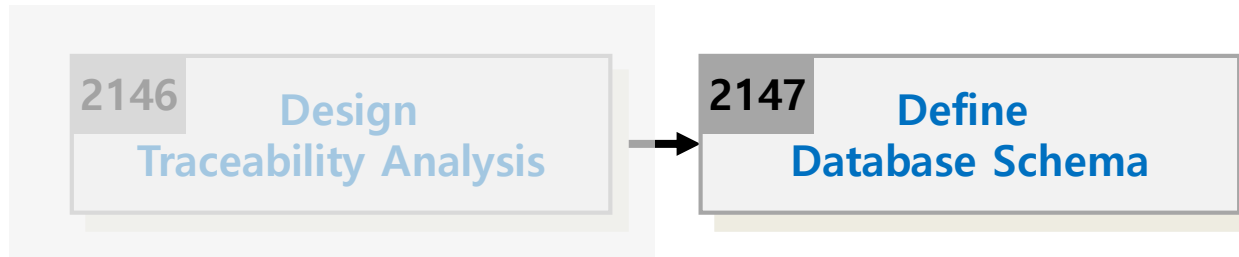 2146
Design
Traceability Analysis
2147
Define
Database Schema